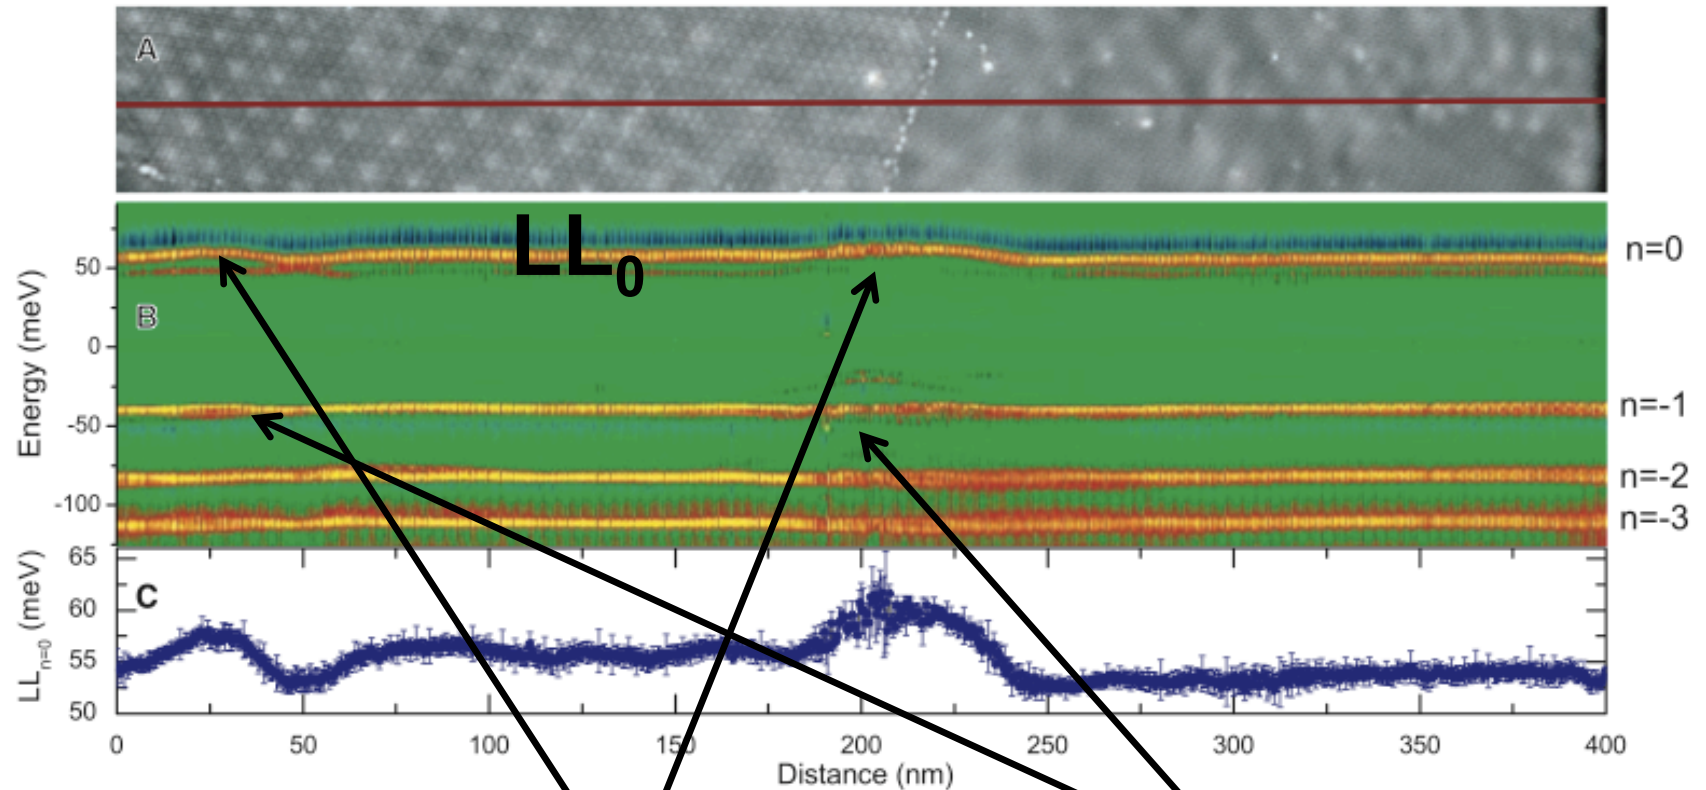 A
LL₀
n=0
50
B
0
n=-1
-50
n=-2
-100
n=-3
Energy (meV)
65
C
60
55
50
LLₙ₌₀ (meV)
0 50 100 150 200 250 300 350 400
Distance (nm)